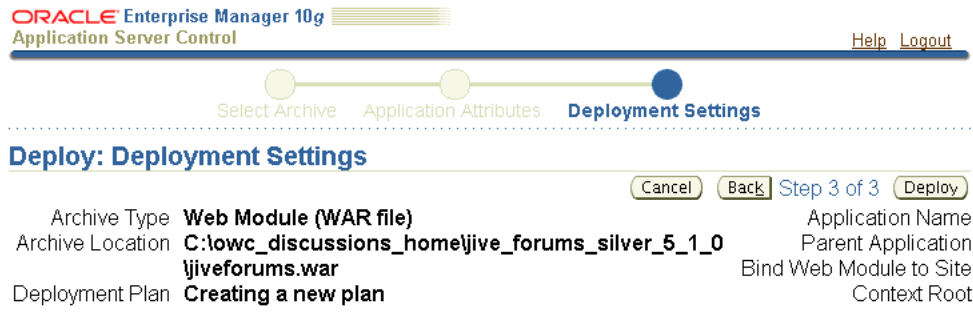 ORACLE Enterprise Manager 10g
Application Server Control
Help Logout
Select Archive Application Attributes Deployment Settings
Deploy: Deployment Settings
Cancel Back Step 3 of 3 Deploy
Archive Type Web Module (WAR file) Application Name
Archive Location C:\owc_discussions_home\jive_forums_silver_5_1_0 Parent Application
\jiveforums.war Bind Web Module to Site
Deployment Plan Creating a new plan Context Root